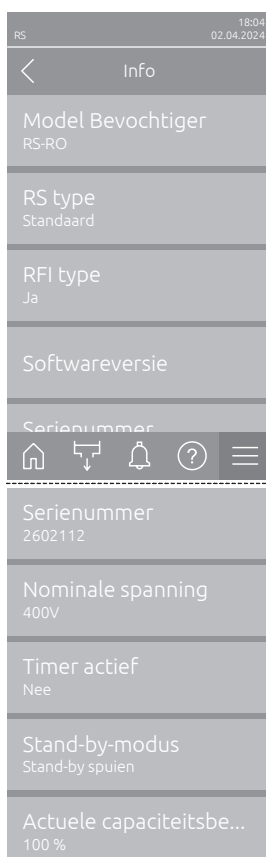 18:04
RS 02.04.2024
Info
Model Bevochtiger
RS-RO
RS type
Standaard
RFI type
Ja
Softwareversie
Serienummer
?
Serienummer
2602112
Nominale spanning
400V
Timer actief
Nee
Stand-by-modus
Stand-by spuien
Actuele capaciteitsbe...
100 %